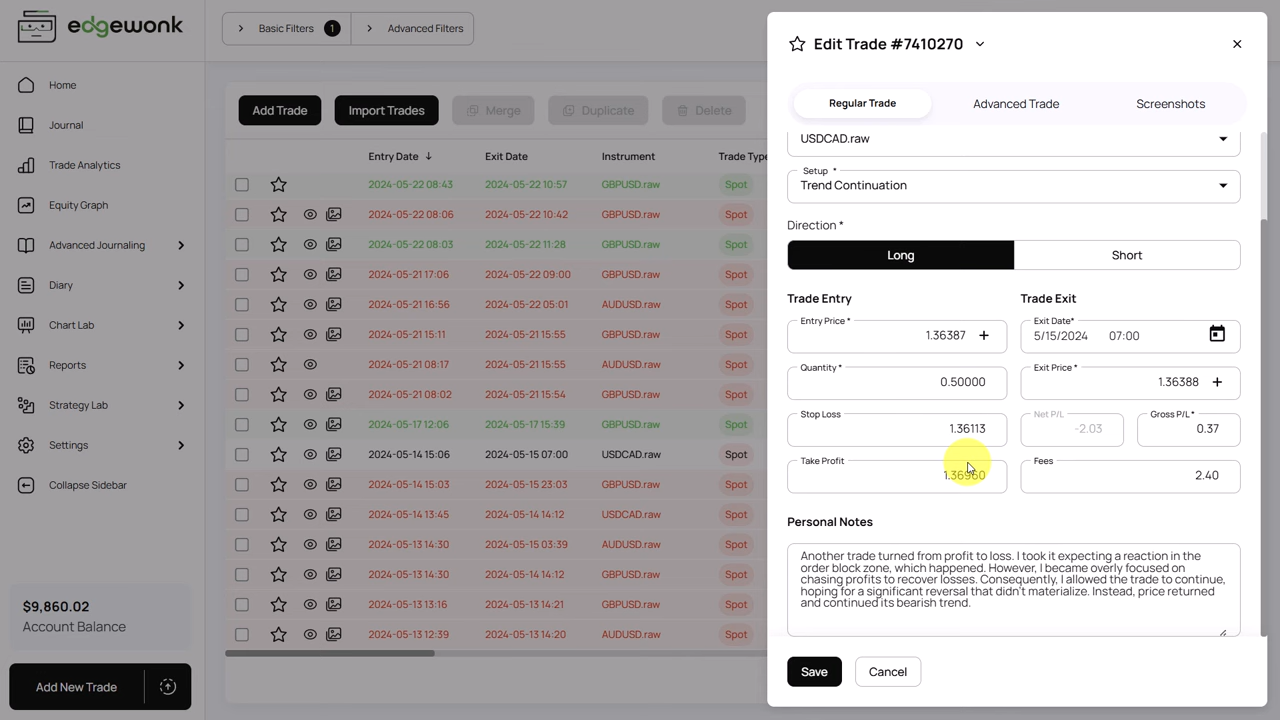 edgewonk
Home
Journal
Trade Analytics
Equity Graph
Advanced Journaling
Diary
Chart Lab
Reports
Strategy Lab
Settings
Collapse Sidebar
$9,860.02
Account Balance
Add New Trade
Basic Filters 1
Advanced Filters
Add Trade Import Trades Merge Duplicate Delete
Entry Date ↓ Exit Date Instrument Trade Type
2024-05-22 08:43 2024-05-22 10:57 GBPUSD.raw Spot
2024-05-22 08:06 2024-05-22 10:42 GBPUSD.raw Spot
2024-05-22 08:03 2024-05-22 11:28 GBPUSD.raw Spot
2024-05-21 17:06 2024-05-22 09:00 GBPUSD.raw Spot
2024-05-21 16:56 2024-05-22 05:01 AUDUSD.raw Spot
2024-05-21 15:11 2024-05-21 15:55 GBPUSD.raw Spot
2024-05-21 08:17 2024-05-21 15:55 AUDUSD.raw Spot
2024-05-21 08:02 2024-05-21 15:54 GBPUSD.raw Spot
2024-05-17 12:06 2024-05-17 15:39 GBPUSD.raw Spot
2024-05-14 15:06 2024-05-15 07:00 USDCAD.raw Spot
2024-05-14 15:03 2024-05-15 23:03 GBPUSD.raw Spot
2024-05-14 13:45 2024-05-14 14:12 USDCAD.raw Spot
2024-05-13 14:30 2024-05-15 03:39 AUDUSD.raw Spot
2024-05-13 14:30 2024-05-14 14:12 GBPUSD.raw Spot
2024-05-13 13:16 2024-05-13 14:21 GBPUSD.raw Spot
2024-05-13 12:39 2024-05-13 14:20 AUDUSD.raw Spot
Edit Trade #7410270
Regular Trade Advanced Trade Screenshots
USDCAD.raw
Setup *
Trend Continuation
Direction *
Long Short
Trade Entry Trade Exit
Entry Price * Exit Date*
1.36387 + 5/15/2024 07:00
Quantity * Exit Price *
0.50000 1.36388 +
Stop Loss Net P/L Gross P/L *
1.36113 -2.03 0.37
Take Profit Fees
1.36960 2.40
Personal Notes
Another trade turned from profit to loss. I took it expecting a reaction in the
order block zone, which happened. However, I became overly focused on
chasing profits to recover losses. Consequently, I allowed the trade to continue,
hoping for a significant reversal that didn't materialize. Instead, price returned
and continued its bearish trend.
Save Cancel